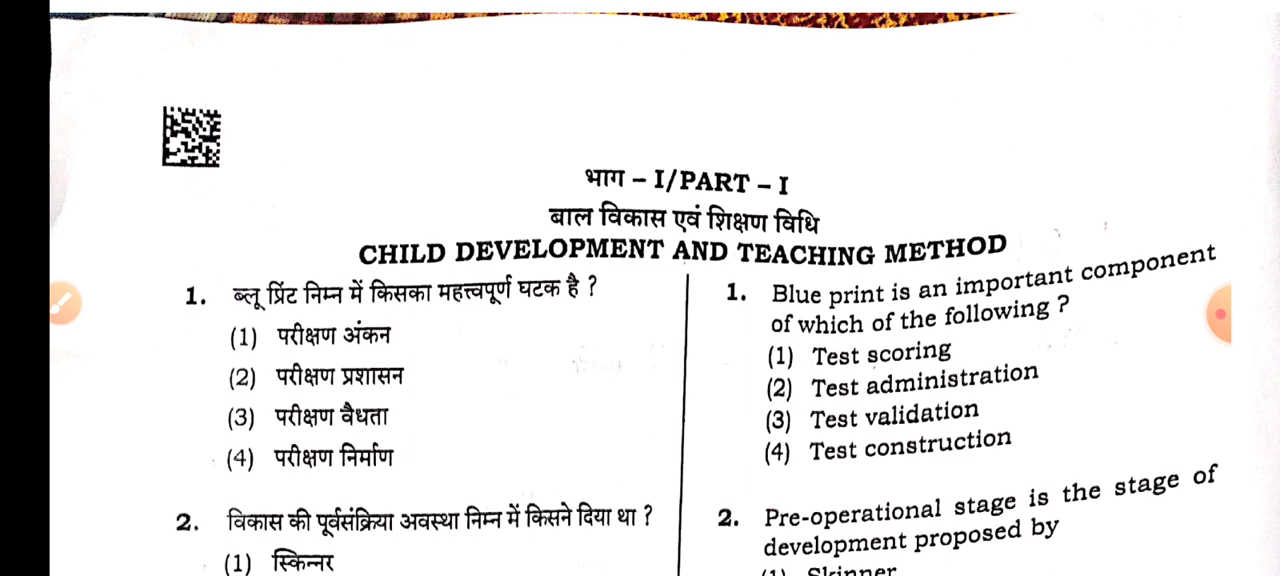 भाग – I/PART – I
बाल विकास एवं शिक्षण विधि
CHILD DEVELOPMENT AND TEACHING METHOD
1. ब्लू प्रिंट निम्न में किसका महत्त्वपूर्ण घटक है ?
(1) परीक्षण अंकन
(2) परीक्षण प्रशासन
(3) परीक्षण वैधता
(4) परीक्षण निर्माण
2. विकास की पूर्वसंक्रिया अवस्था निम्न में किसने दिया था ?
(1) स्किन्नर
1. Blue print is an important component
of which of the following ?
(1) Test scoring
(2) Test administration
(3) Test validation
(4) Test construction
2. Pre-operational stage is the stage of
development proposed by
(1) Skinner